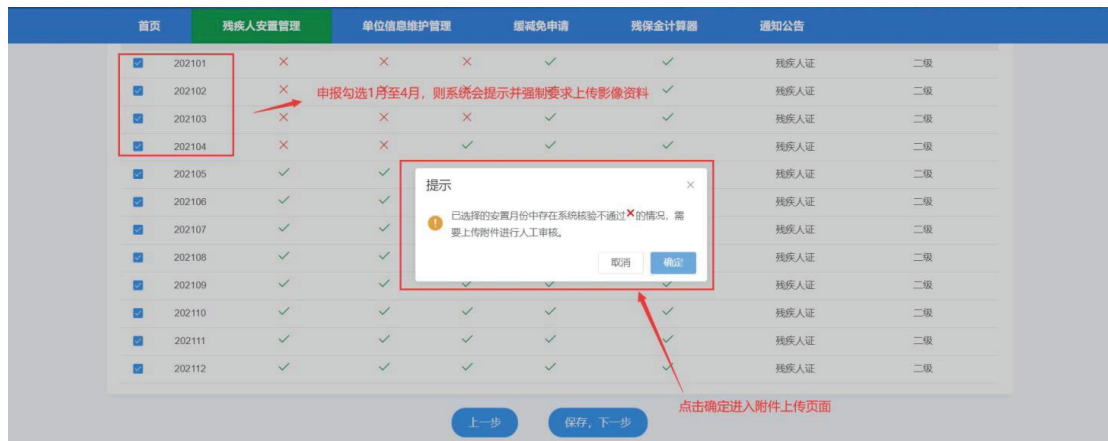 首页 残疾人安置管理 单位信息维护管理 缓减免申请 残保金计算器 通知公告
202101 残疾人证 二级
202102 残疾人证 二级
申报勾选1月至4月，则系统会提示并强制要求上传影像资料
202103 残疾人证 二级
202104 残疾人证 二级
202105 残疾人证 二级
提示
202106 残疾人证 二级
已选择的安置月份中存在系统核验不通过❌的情况，需
要上传附件进行人工审核。
202107 残疾人证 二级
202108 残疾人证 二级
取消 确定
202109 残疾人证 二级
202110 残疾人证 二级
202111 残疾人证 二级
202112 残疾人证 二级
点击确定进入附件上传页面
上一步 保存，下一步